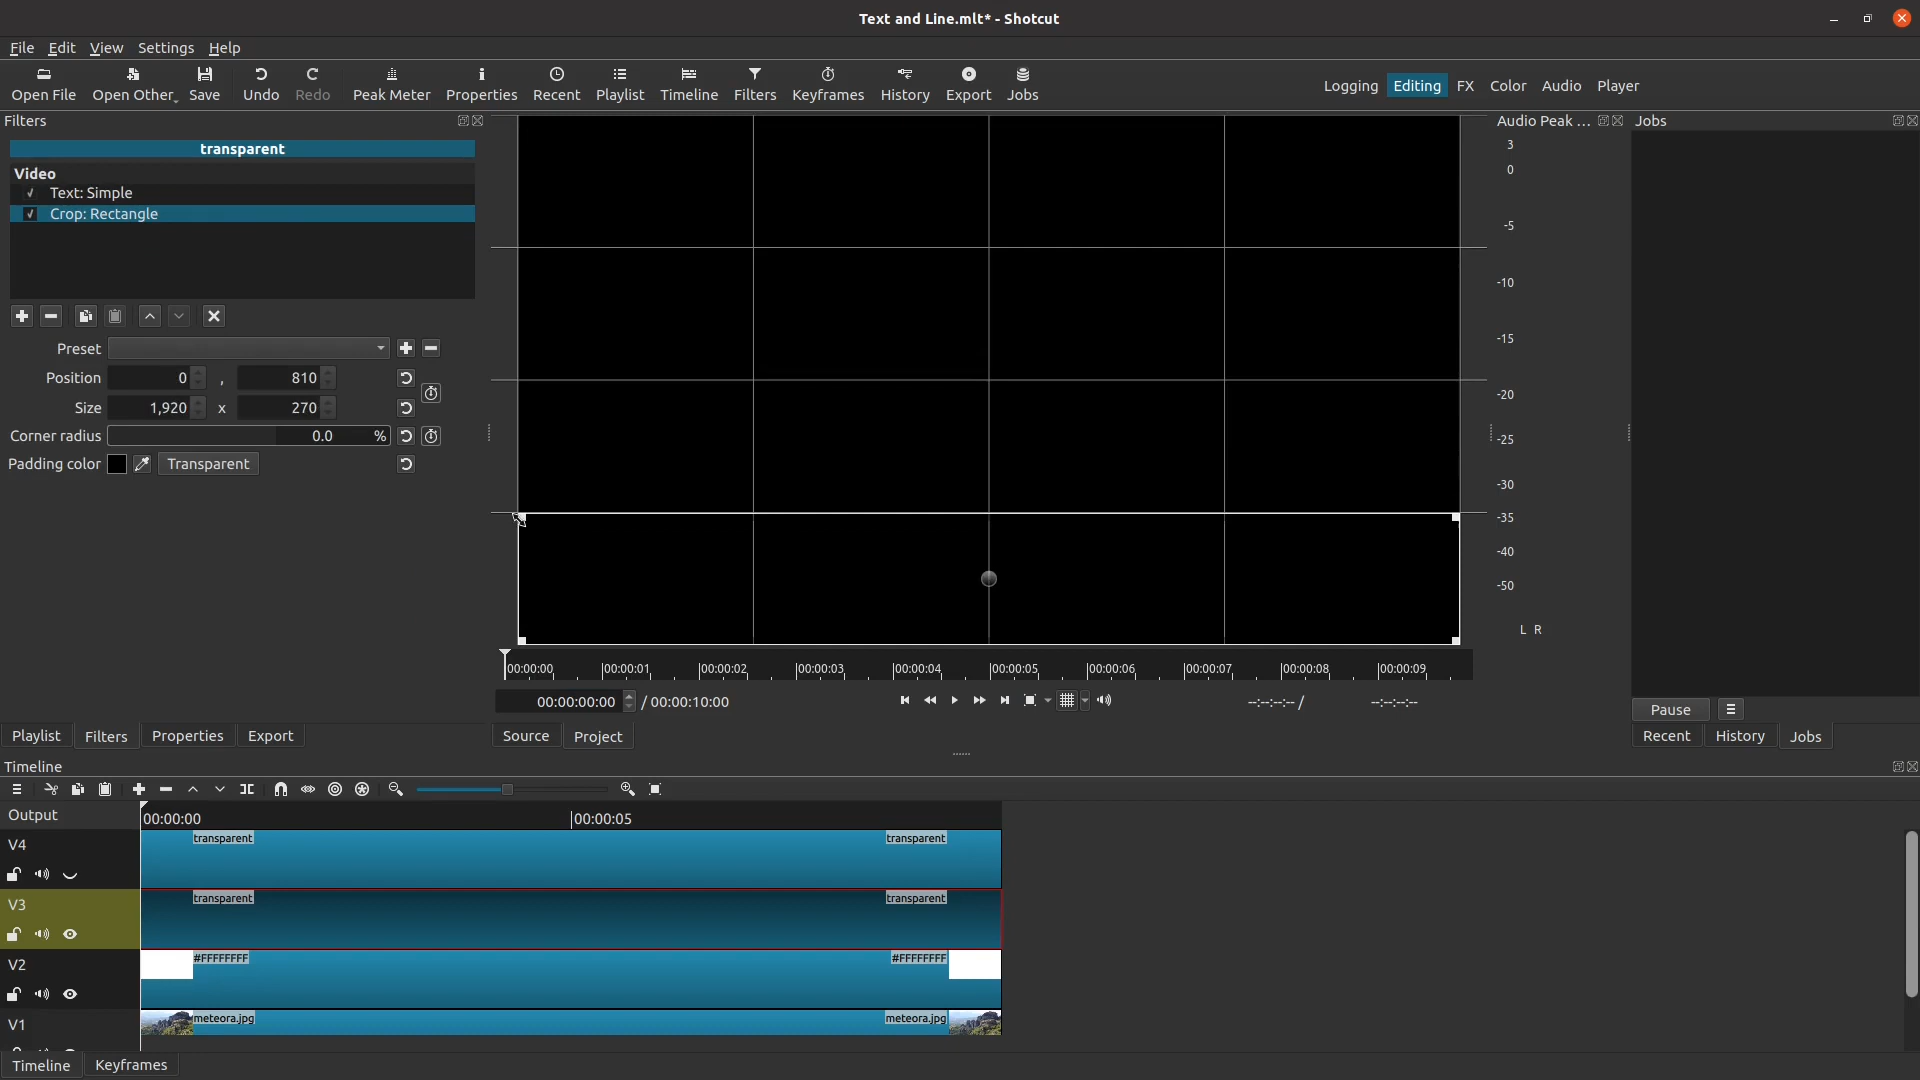 Text and Line.mlt* - Shotcut
File Edit View Settings Help
Open File Open Other Save Undo Redo Peak Meter Properties Recent Playlist Timeline Filters Keyframes History Export Jobs
Logging Editing FX Color Audio Player
Filters
transparent
Video
Text: Simple
Crop: Rectangle
Preset
Position 0 , 810
Size 1,920 x 270
Corner radius 0.0 %
Padding color Transparent
Playlist Filters Properties Export
00:00:00 00:00:01 00:00:02 00:00:03 00:00:04 00:00:05 00:00:06 00:00:07 00:00:08 00:00:09
00:00:00:00 / 00:00:10:00 --:--:--:-- / --:--:--:--
Source Project
Audio Peak ...
3
0
-5
-10
-15
-20
-25
-30
-35
-40
-50
L R
Jobs
Pause
Recent History Jobs
Timeline
Output 00:00:00 00:00:05
V4 transparent transparent
V3 transparent transparent
V2 #FFFFFFFF #FFFFFFFF
V1 meteora.jpg meteora.jpg
Timeline Keyframes